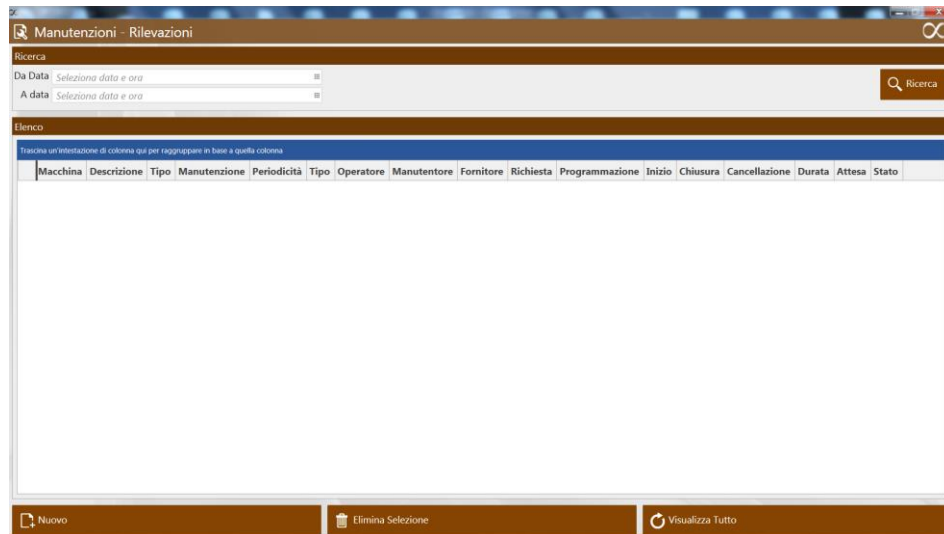 Manutenzioni - Rilevazioni
Ricerca
Da Data Seleziona data e ora
Ricerca
A data Seleziona data e ora
Elenco
Trascina un'intestazione di colonna qui per raggruppare in base a quella colonna
Macchina Descrizione Tipo Manutenzione Periodicità Tipo Operatore Manutentore Fornitore Richiesta Programmazione Inizio Chiusura Cancellazione Durata Attesa Stato
Nuovo Elimina Selezione Visualizza Tutto